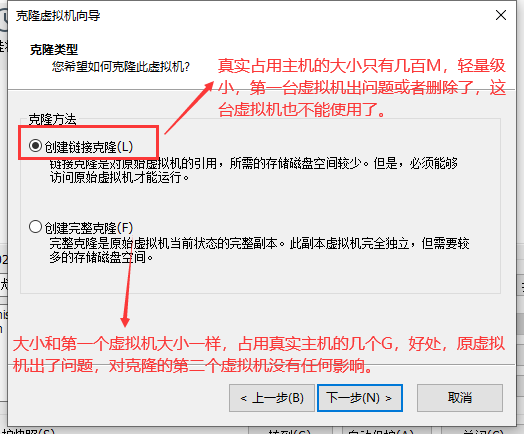 克隆虚拟机向导
克隆类型
您希望如何克隆此虚拟机?
真实占用主机的大小只有几百M，轻量级
小，第一台虚拟机出问题或者删除了，这
台虚拟机也不能使用了。
克隆方法
创建链接克隆(L)
链接克隆是对原始虚拟机的引用，所需的存储磁盘空间较少。但是，必须能够
访问原始虚拟机才能运行。
创建完整克隆(F)
完整克隆是原始虚拟机当前状态的完整副本。此副本虚拟机完全独立，但需要较
多的存储磁盘空间。
大小和第一个虚拟机大小一样，占用真实主机的几个G，好处，原虚拟
机出了问题，对克隆的第二个虚拟机没有任何影响。
< 上一步(B)
下一步(N) >
取消